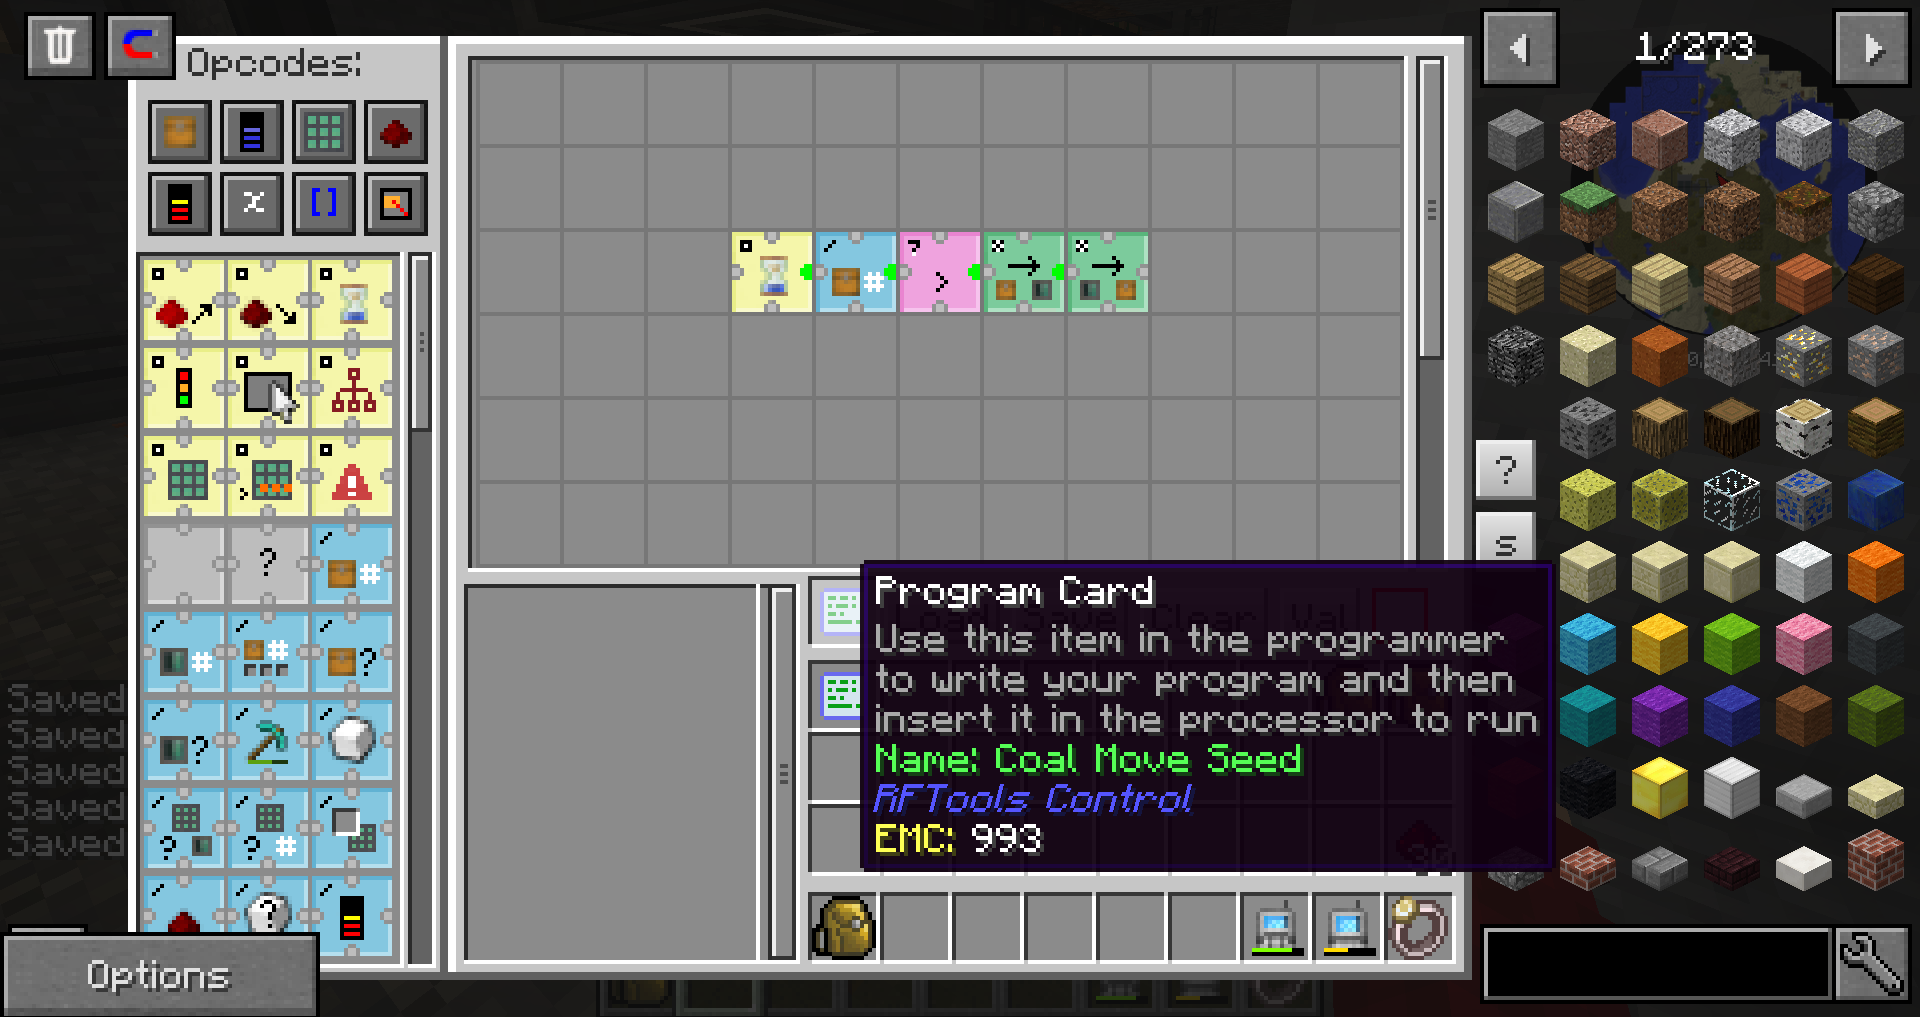 Opcodes:
1/273
x
[]
s
Program Card
Use this item in the programmer
to write your program and then
insert it in the processor to run
Name: Coal Move Seed
RFTools Control
EMC: 993
Saved
Saved
Saved
Saved
Saved
Options